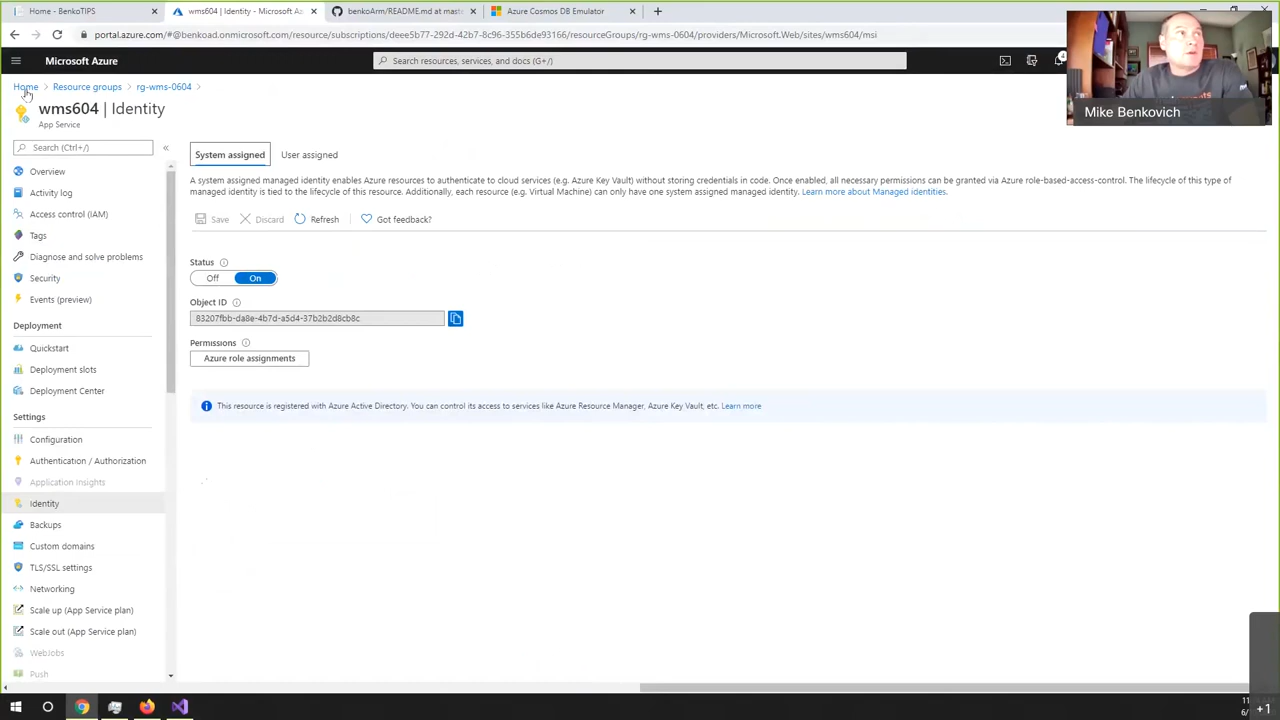 Home - BenkoTIPS
wms604 | Identity - Microsoft Az
benkoArm/README.md at mast
Azure Cosmos DB Emulator
portal.azure.com/#@benkoad.onmicrosoft.com/resource/subscriptions/deee5b77-292d-42b7-8c96-355b6de93166/resourceGroups/rg-wms-0604/providers/Microsoft.Web/sites/wms604/msi
Microsoft Azure
Search resources, services, and docs (G+/)
Mike Benkovich
Home > Resource groups > rg-wms-0604 >
wms604 | Identity
App Service
Search (Ctrl+/)
Overview
Activity log
Access control (IAM)
Tags
Diagnose and solve problems
Security
Events (preview)
Deployment
Quickstart
Deployment slots
Deployment Center
Settings
Configuration
Authentication / Authorization
Application Insights
Identity
Backups
Custom domains
TLS/SSL settings
Networking
Scale up (App Service plan)
Scale out (App Service plan)
WebJobs
Push
System assigned
User assigned
A system assigned managed identity enables Azure resources to authenticate to cloud services (e.g. Azure Key Vault) without storing credentials in code. Once enabled, all necessary permissions can be granted via Azure role-based-access-control. The lifecycle of this type of
managed identity is tied to the lifecycle of this resource. Additionally, each resource (e.g. Virtual Machine) can only have one system assigned managed identity. Learn more about Managed identities.
Save Discard Refresh Got feedback?
Status
Off On
Object ID
83207fbb-da8e-4b7d-a5d4-37b2b2d8cb8c
Permissions
Azure role assignments
This resource is registered with Azure Active Directory. You can control its access to services like Azure Resource Manager, Azure Key Vault, etc. Learn more
+1